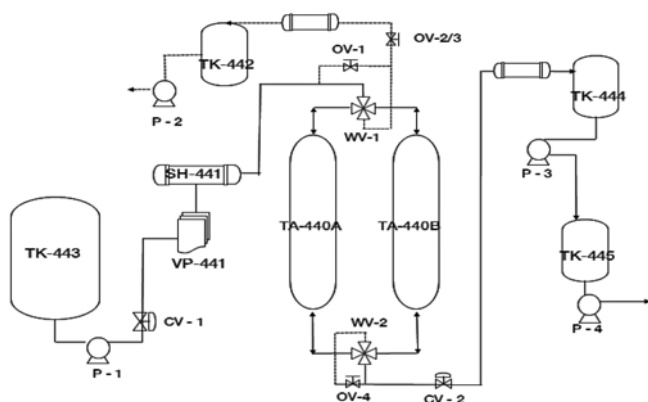 OV-2/3
OV-1
TK-442
TK-444
P - 2
WV-1
P - 3
SH-441
TA-440A
TA-440B
TK-443
VP-441
TK-445
CV - 1
WV-2
P - 4
P - 1
OV-4
CV - 2